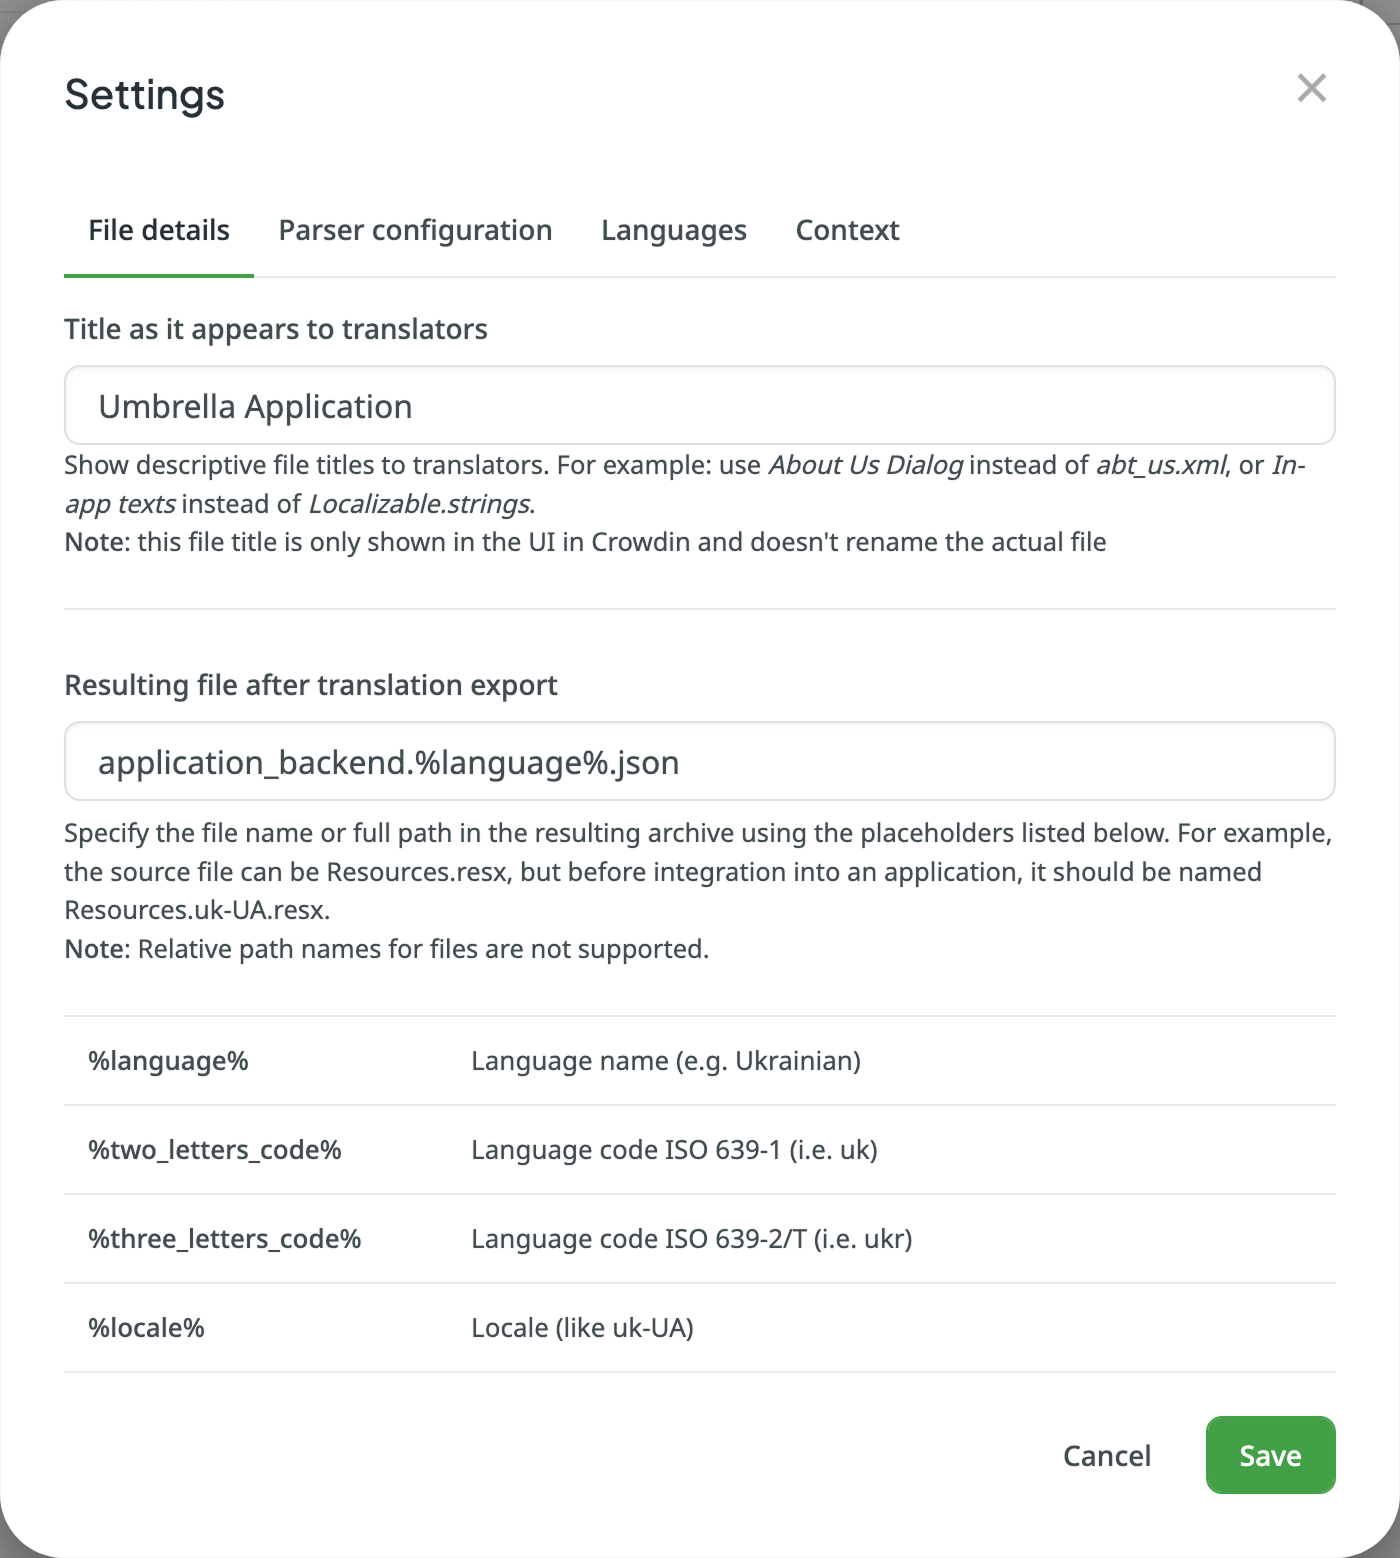 Settings
File details
Parser configuration
Languages
Context
Title as it appears to translators
Umbrella Application
Show descriptive file titles to translators. For example: use About Us Dialog instead of abt_us.xml, or In-
app texts instead of Localizable.strings.
Note: this file title is only shown in the UI in Crowdin and doesn't rename the actual file
Resulting file after translation export
application_backend.%language%.json
Specify the file name or full path in the resulting archive using the placeholders listed below. For example,
the source file can be Resources.resx, but before integration into an application, it should be named
Resources.uk-UA.resx.
Note: Relative path names for files are not supported.
%language% Language name (e.g. Ukrainian)
%two_letters_code% Language code ISO 639-1 (i.e. uk)
%three_letters_code% Language code ISO 639-2/T (i.e. ukr)
%locale% Locale (like uk-UA)
Cancel
Save